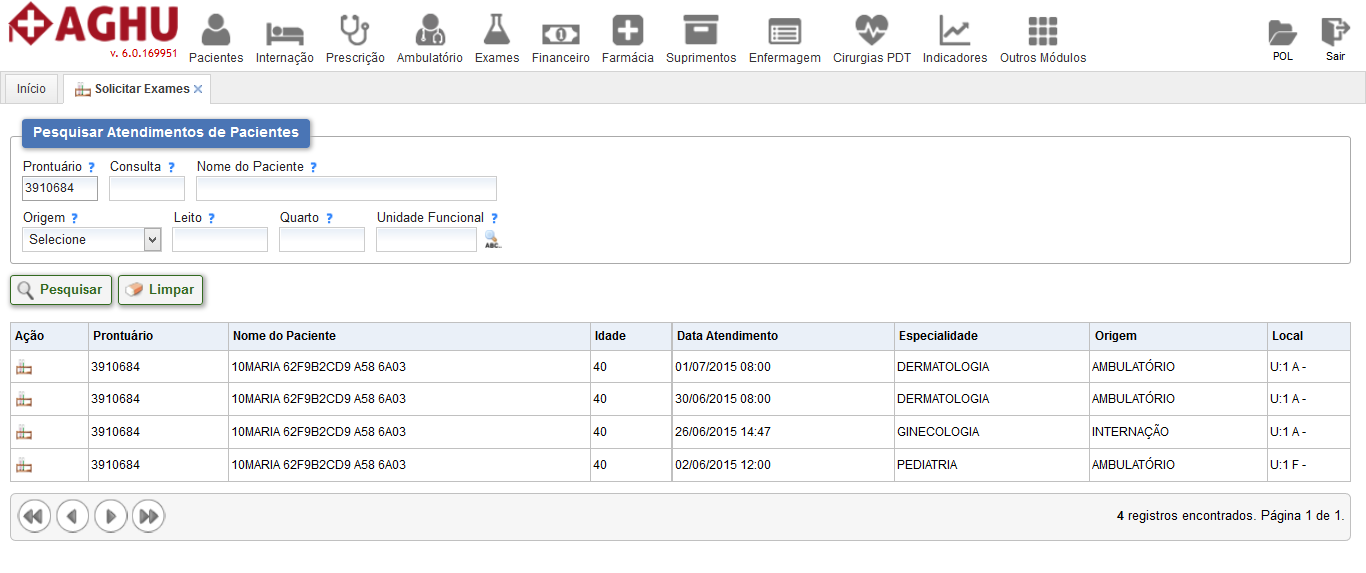 AGHU
v. 6.0.169951
Pacientes Internação Prescrição Ambulatório Exames Financeiro Farmácia Suprimentos Enfermagem Cirurgias PDT Indicadores Outros Módulos POL Sair
Início Solicitar Exames
Pesquisar Atendimentos de Pacientes
Prontuário ? Consulta ? Nome do Paciente ?
3910684
Origem ? Leito ? Quarto ? Unidade Funcional ?
Selecione ABC..
Pesquisar Limpar
Ação Prontuário Nome do Paciente Idade Data Atendimento Especialidade Origem Local
3910684 10MARIA 62F9B2CD9 A58 6A03 40 01/07/2015 08:00 DERMATOLOGIA AMBULATÓRIO U:1 A -
3910684 10MARIA 62F9B2CD9 A58 6A03 40 30/06/2015 08:00 DERMATOLOGIA AMBULATÓRIO U:1 A -
3910684 10MARIA 62F9B2CD9 A58 6A03 40 26/06/2015 14:47 GINECOLOGIA INTERNAÇÃO U:1 A -
3910684 10MARIA 62F9B2CD9 A58 6A03 40 02/06/2015 12:00 PEDIATRIA AMBULATÓRIO U:1 F -
4 registros encontrados. Página 1 de 1.